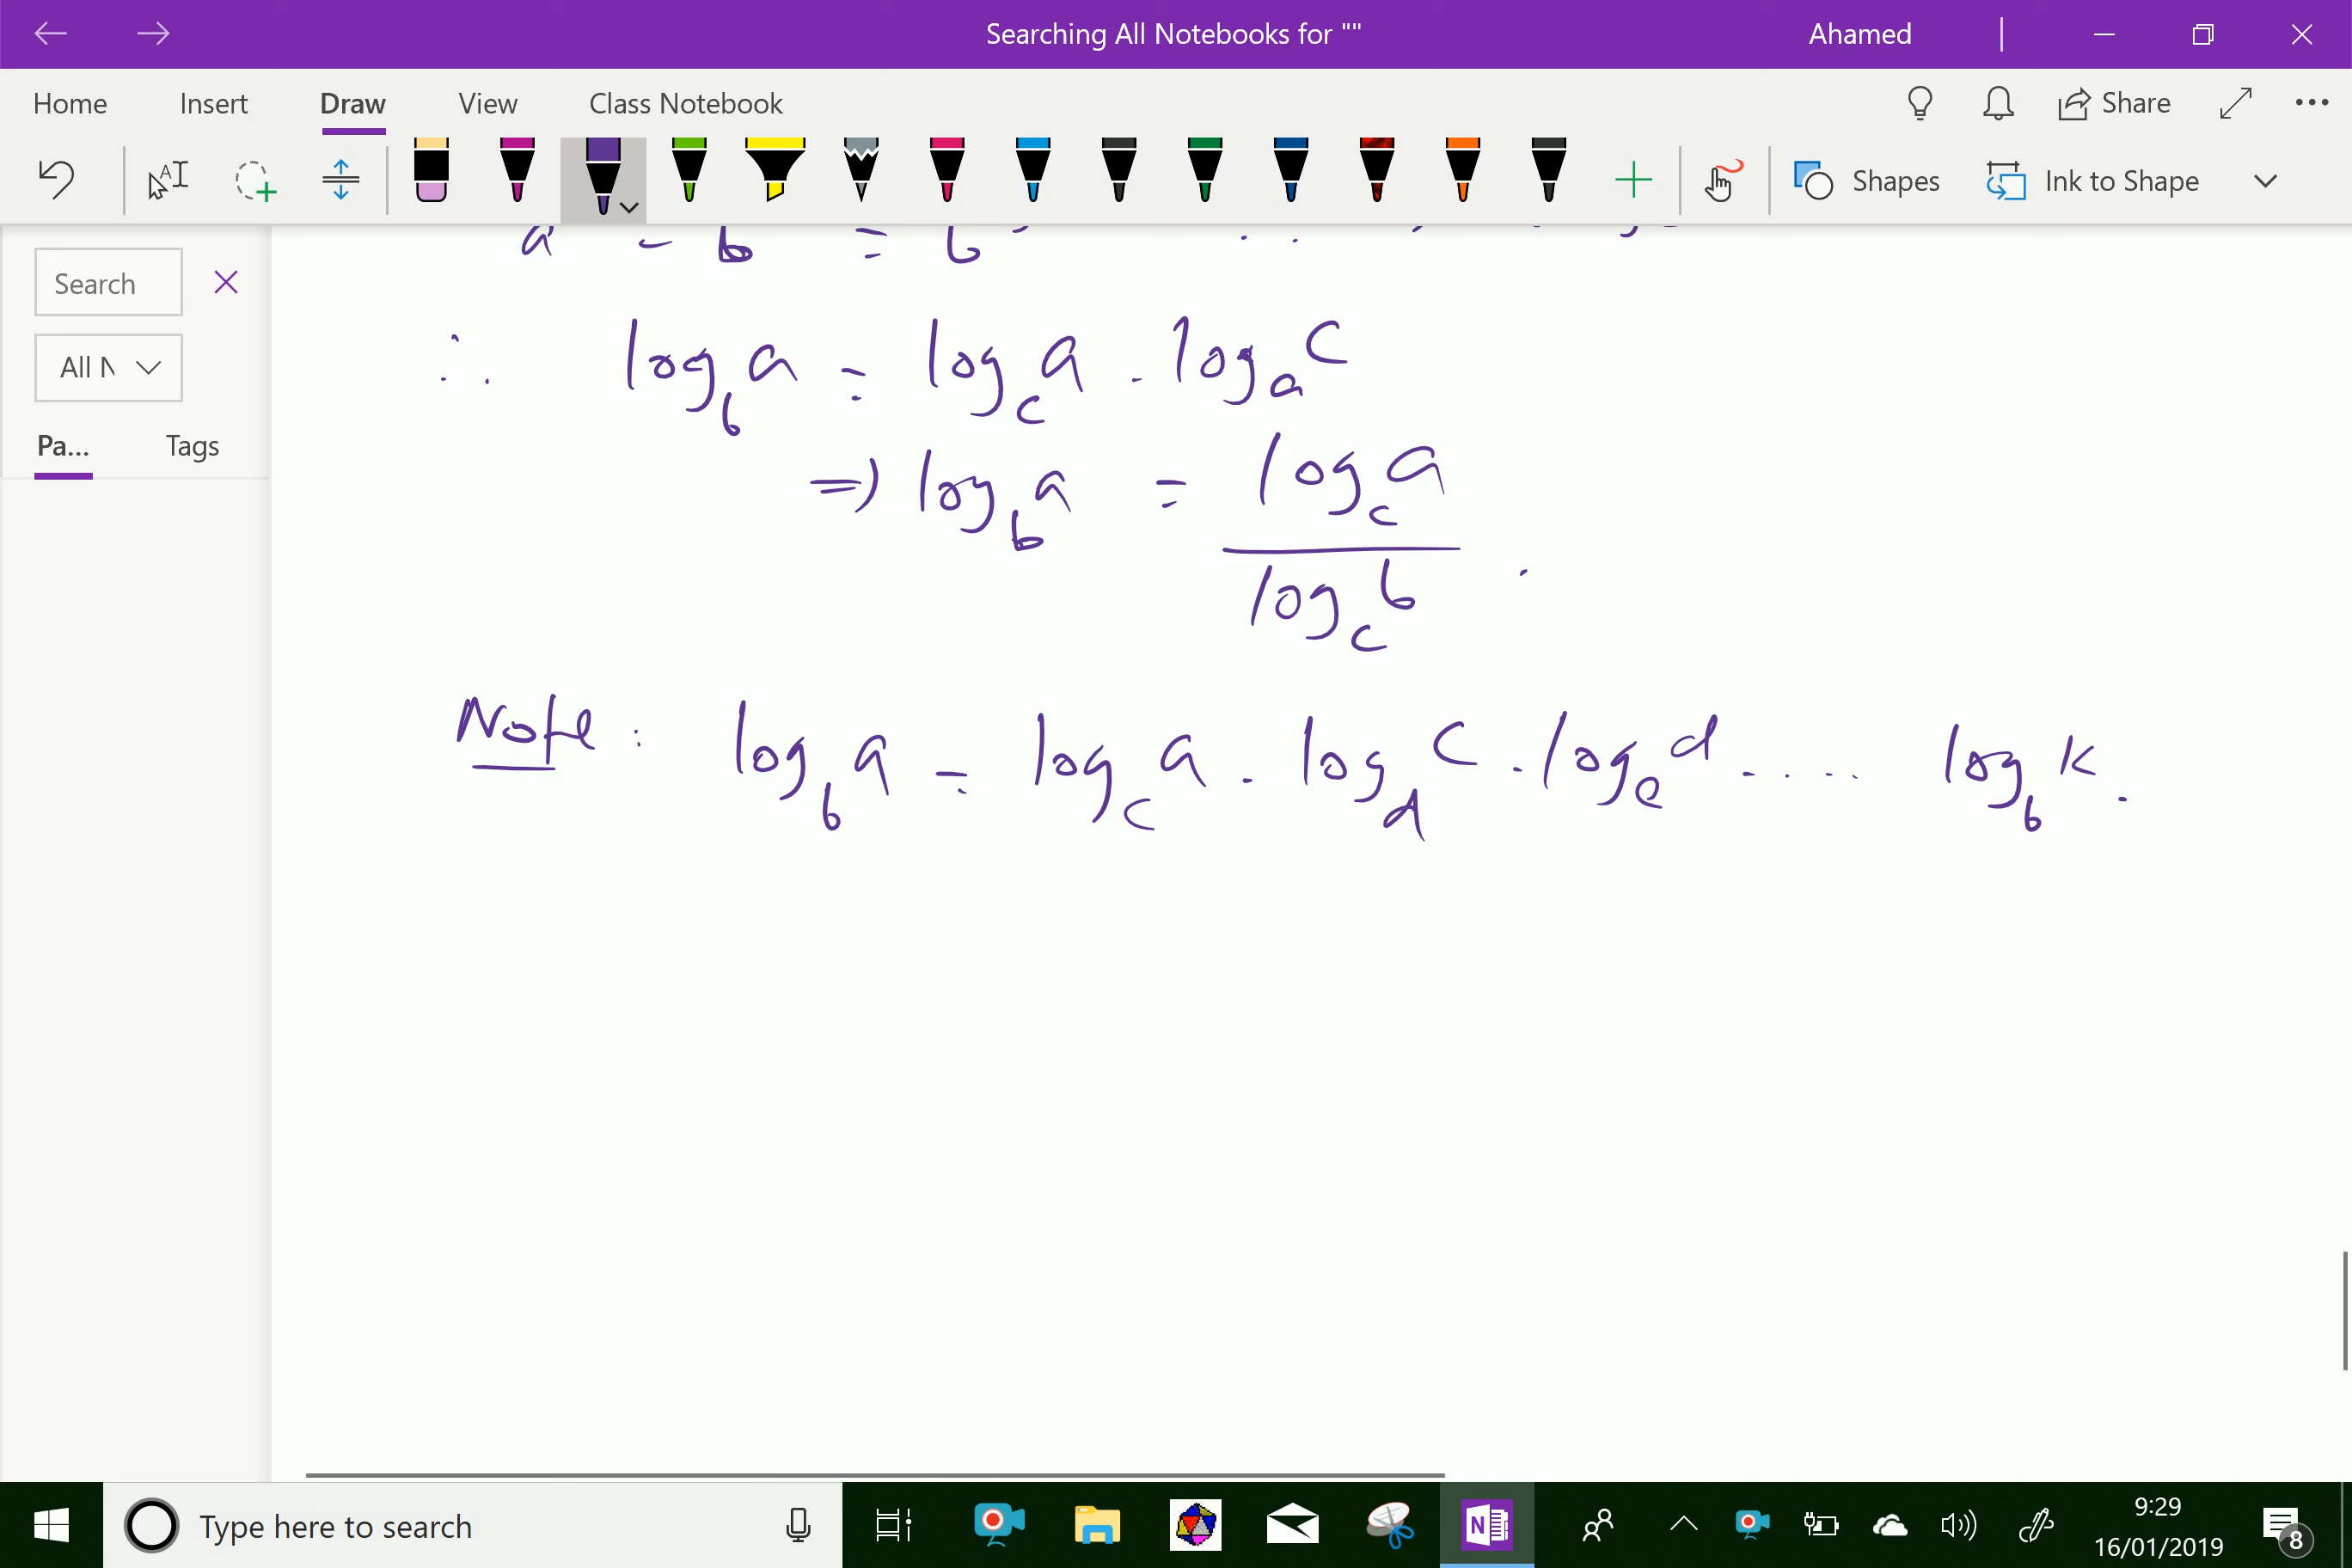 Searching All Notebooks for ""
Ahamed
Home Insert Draw View Class Notebook Share
Shapes Ink to Shape
Search
All N
Pa... Tags
∴ log_b a = log_c a . log_a c
=> log_b a = log_c a / log_c b .
Note : log_b a = log_c a . log_d c . log_e d . . . . . log_b k .
Type here to search
9:29
16/01/2019
8